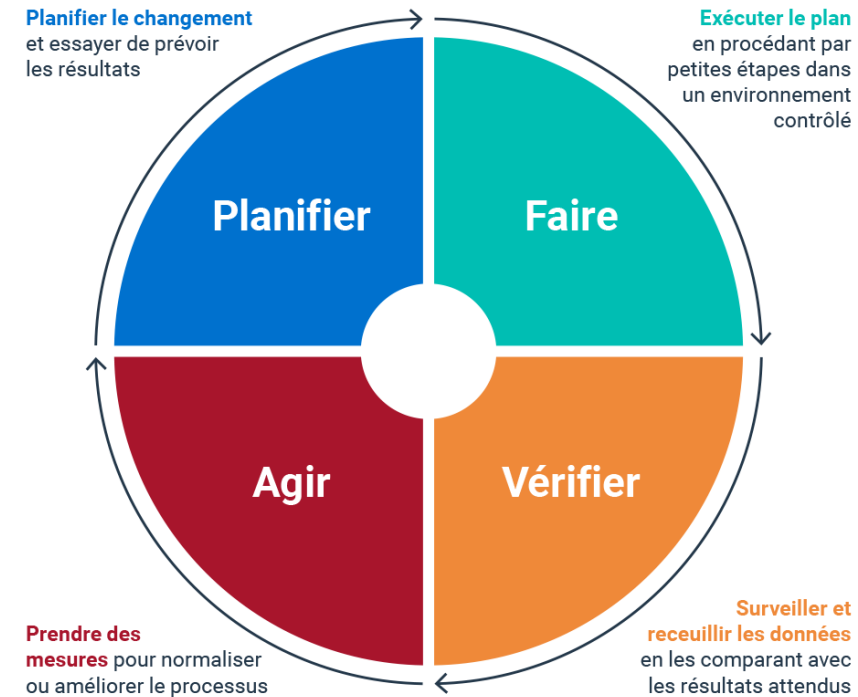 Planifier le changement
et essayer de prévoir
les résultats
Exécuter le plan
en procédant par
petites étapes dans
un environnement
contrôlé
Planifier
Faire
Agir
Vérifier
Prendre des
mesures pour normaliser
ou améliorer le processus
Surveiller et
receuillir les données
en les comparant avec
les résultats attendus